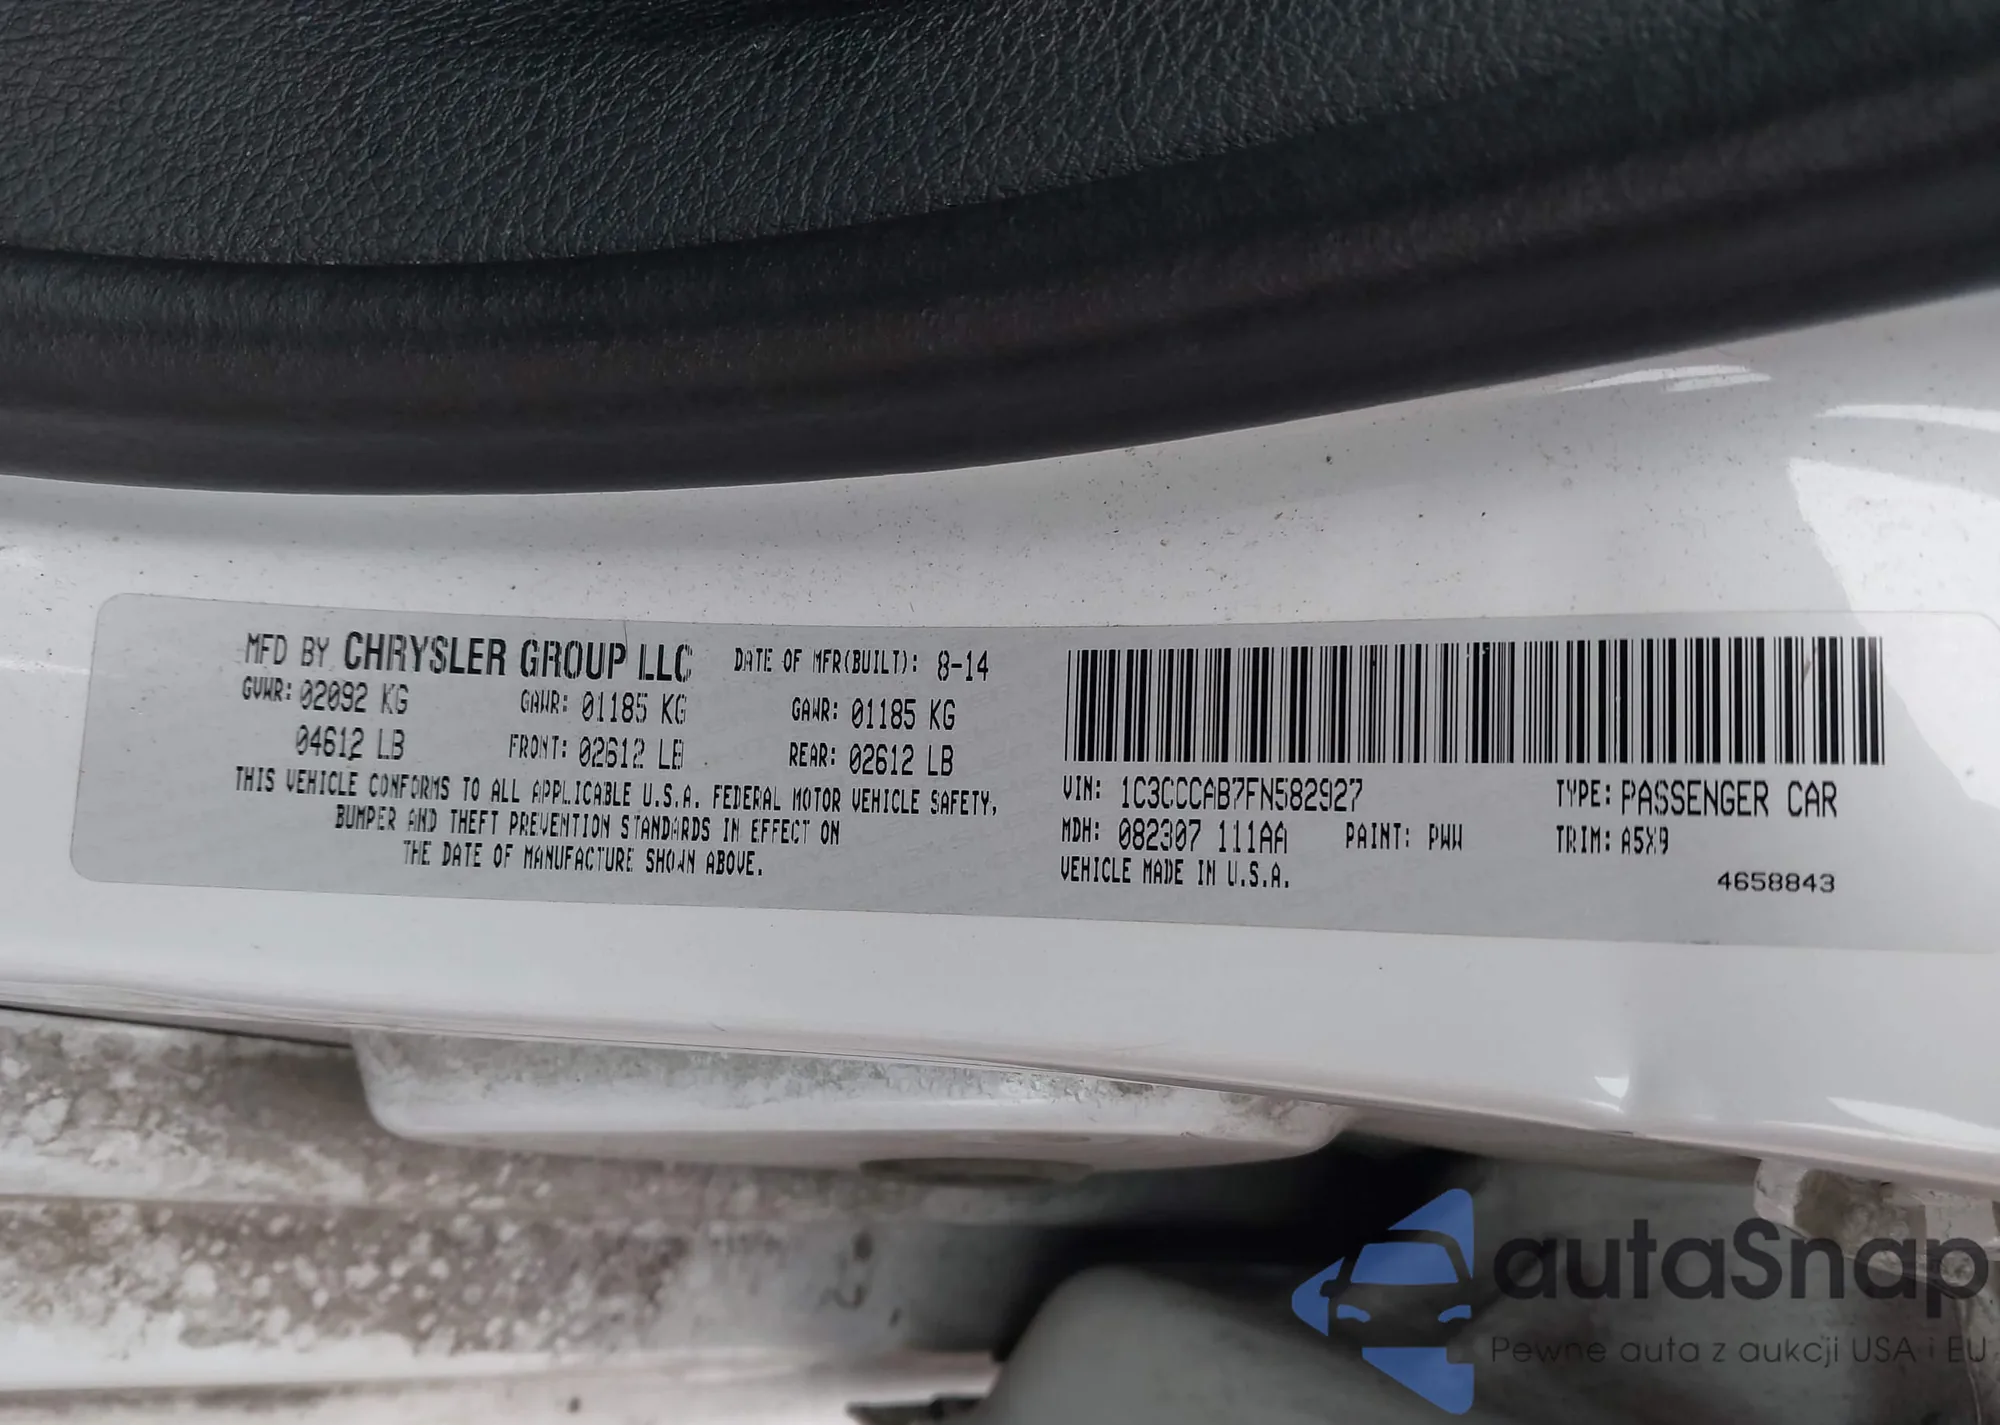 MFD BY CHRYSLER GROUP LLC DATE OF MFR(BUILT): 8-14
GVWR: 02092 KG GAWR: 01185 KG GAWR: 01185 KG
04612 LB FRONT: 02612 LB REAR: 02612 LB
THIS VEHICLE CONFORMS TO ALL APPLICABLE U.S.A. FEDERAL MOTOR VEHICLE SAFETY,
BUMPER AND THEFT PREVENTION STANDARDS IN EFFECT ON
THE DATE OF MANUFACTURE SHOWN ABOVE.
VIN: 1C3CCCAB7FN582927 TYPE: PASSENGER CAR
MDH: 082307 111AA PAINT: PWW TRIM: A5X9
VEHICLE MADE IN U.S.A.
4658843
autaSnap
Pewne auta z aukcji USA i EU